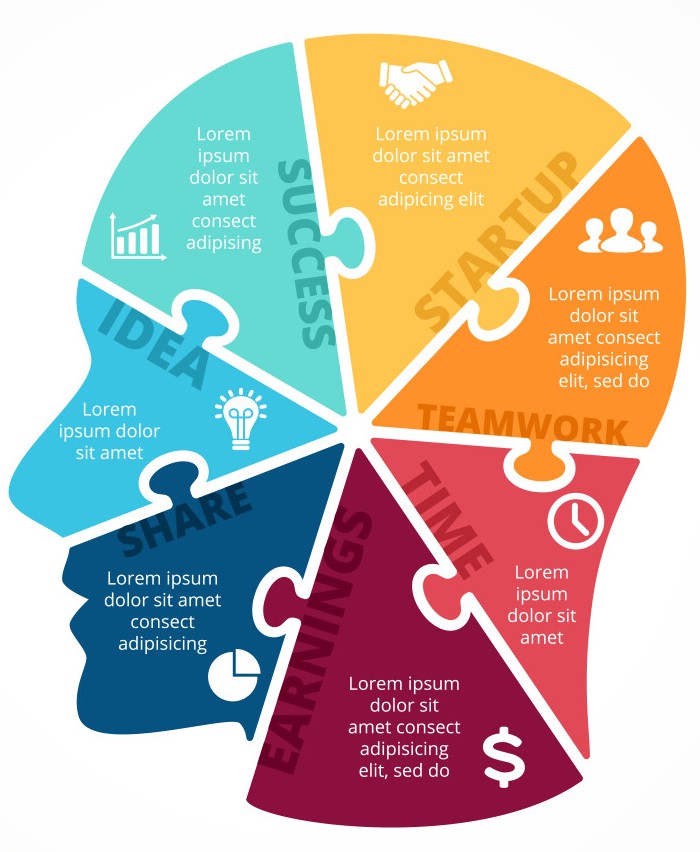 SUCCESS
Lorem
ipsum
dolor sit
amet
consect
adipising
STARTUP
Lorem ipsum
dolor sit amet
consect
adipicing elit
TEAMWORK
Lorem ipsum
dolor sit
amet consect
adipisicing
elit, sed do
IDEA
Lorem
ipsum dolor
sit amet
SHARE
Lorem ipsum
dolor sit amet
consect
adipisicing
EARNINGS
Lorem ipsum
dolor sit
amet consect
adipisicing
elit, sed do
$
TIME
Lorem
ipsum
dolor sit
amet